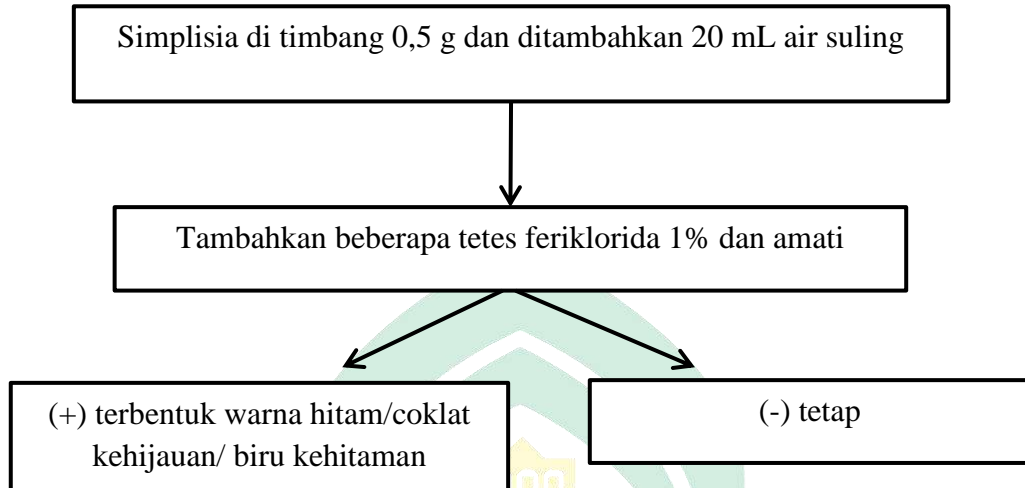 Simplisia di timbang 0,5 g dan ditambahkan 20 mL air suling
Tambahkan beberapa tetes feriklorida 1% dan amati
(+) terbentuk warna hitam/coklat
kehijauan/ biru kehitaman
(-) tetap